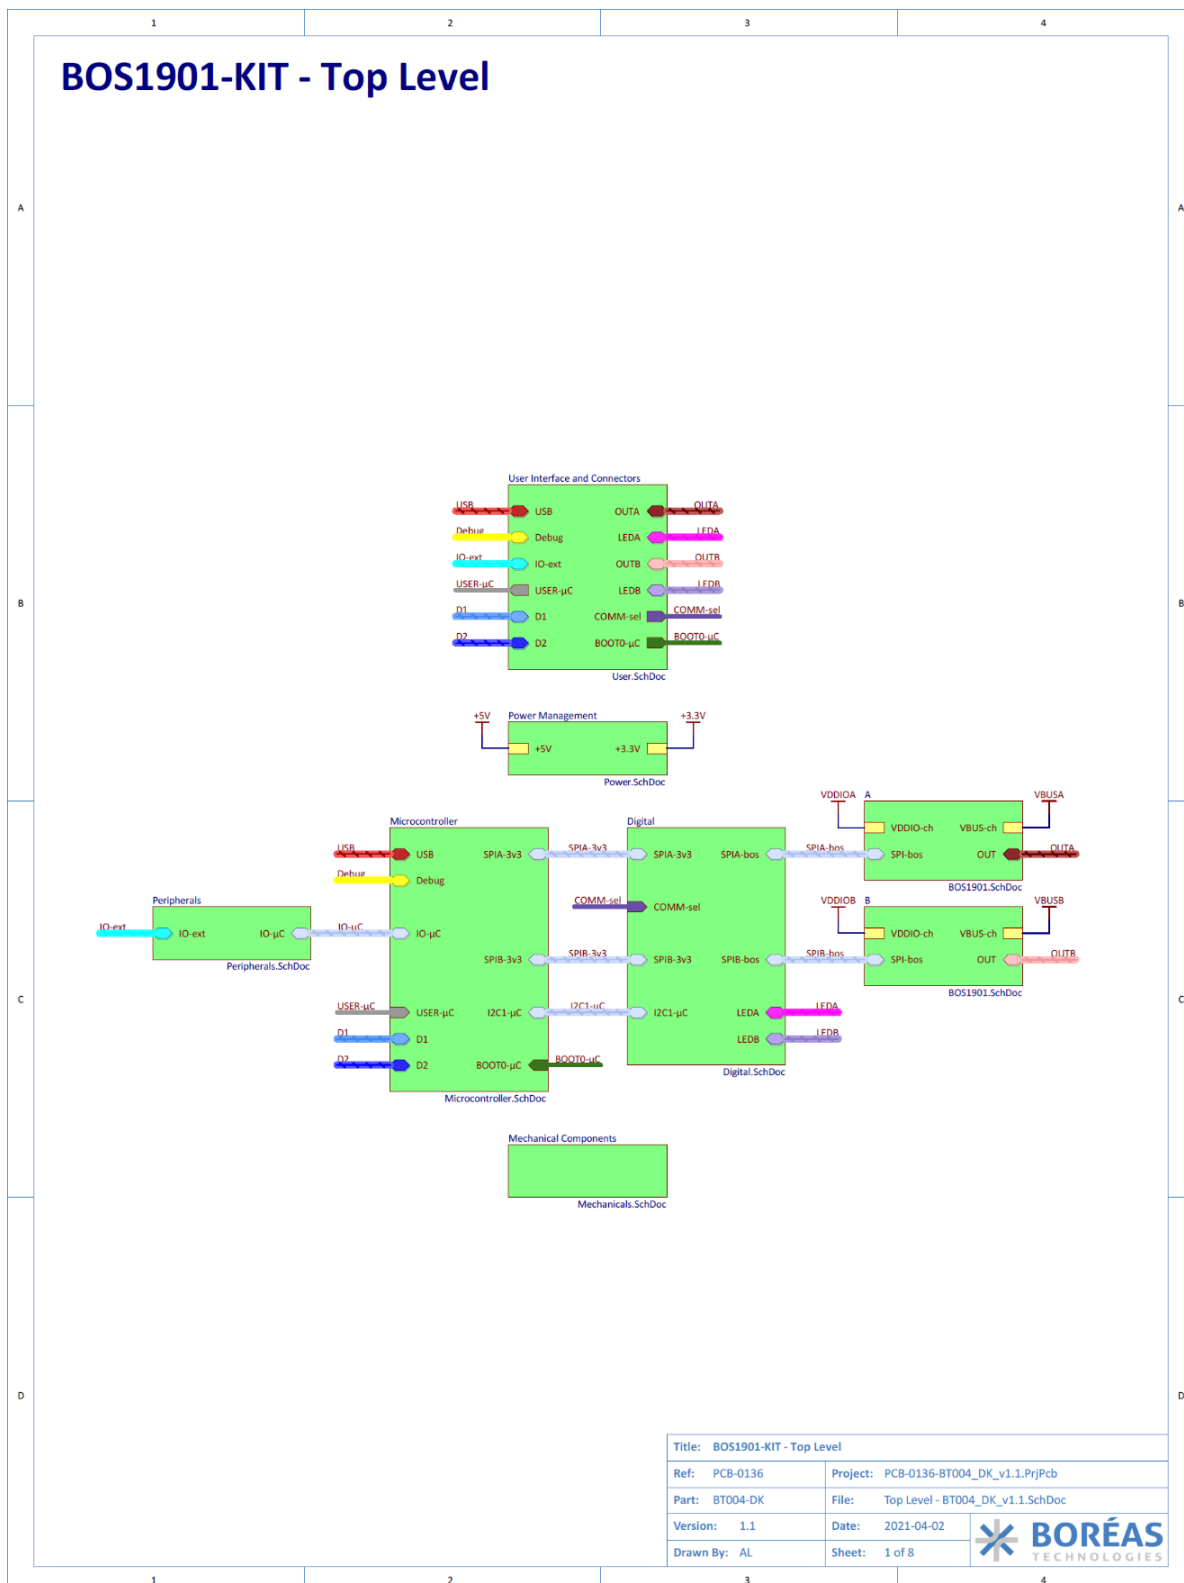 1 2 3 4
BOS1901-KIT - Top Level
A A
B B
C C
D D
User Interface and Connectors
USB USB OUTA OUTA
Debug Debug LEDA LEDA
IO-ext IO-ext OUTB OUTB
USER-µC USER-µC LEDB LEDB
D1 D1 COMM-sel COMM-sel
D2 D2 BOOT0-µC BOOT0-µC
User.SchDoc
+5V Power Management +3.3V
+5V +3.3V
Power.SchDoc
VDDIOA A VBUSA
VDDIO-ch VBUS-ch
SPI-bos OUT OUTA
BOS1901.SchDoc
VDDIOB B VBUSB
VDDIO-ch VBUS-ch
SPI-bos OUT OUTB
BOS1901.SchDoc
Microcontroller
USB USB SPIA-3v3 SPIA-3v3
Debug Debug
IO-µC IO-µC
SPIB-3v3 SPIB-3v3
USER-µC USER-µC I2C1-µC I2C1-µC
D1 D1
D2 D2 BOOT0-µC BOOT0-µC
Microcontroller.SchDoc
Digital
SPIA-3v3 SPIA-bos SPIA-bos
COMM-sel COMM-sel
SPIB-3v3 SPIB-bos SPIB-bos
I2C1-µC LEDA LEDA
LEDB LEDB
Digital.SchDoc
Peripherals
IO-ext IO-ext IO-µC
Peripherals.SchDoc
Mechanical Components
Mechanicals.SchDoc
Title: BOS1901-KIT - Top Level
Ref: PCB-0136 Project: PCB-0136-BT004_DK_v1.1.PrjPcb
Part: BT004-DK File: Top Level - BT004_DK_v1.1.SchDoc
Version: 1.1 Date: 2021-04-02
Drawn By: AL Sheet: 1 of 8
BORÉAS
TECHNOLOGIES
1 2 3 4